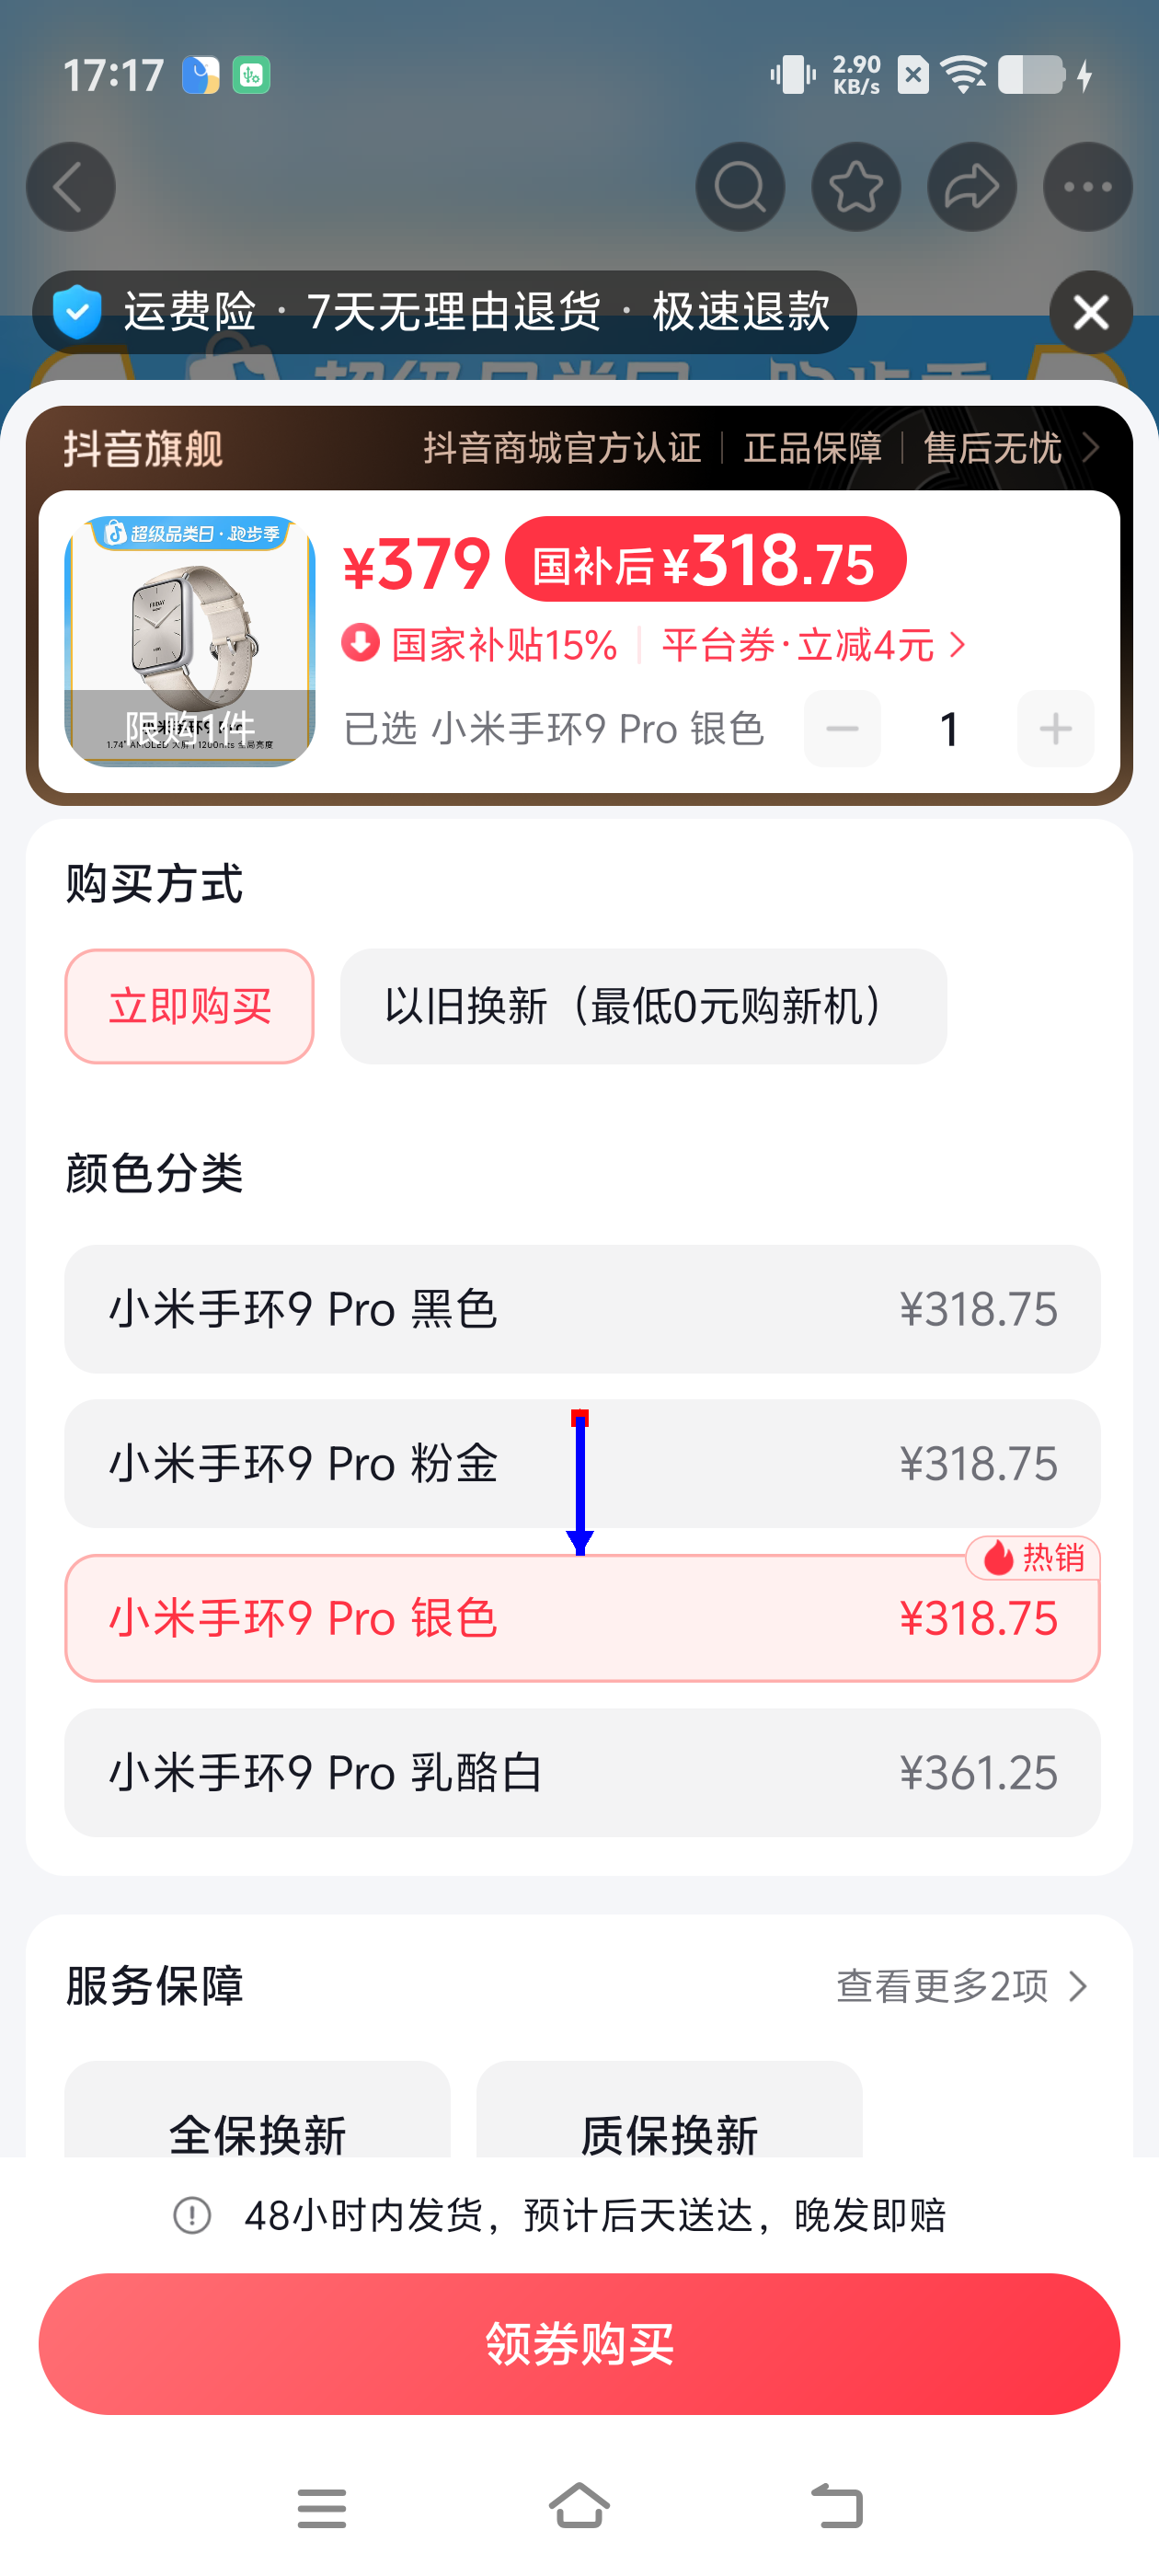 17:17
2.90
KB/s
运费险 · 7天无理由退货 · 极速退款
抖音旗舰
抖音商城官方认证 | 正品保障 | 售后无忧
超级品类日·跑步季
限购1件
¥379 国补后 ¥318.75
国家补贴15% | 平台券·立减4元
已选 小米手环9 Pro 银色
1
购买方式
立即购买
以旧换新（最低0元购新机）
颜色分类
小米手环9 Pro 黑色 ¥318.75
小米手环9 Pro 粉金 ¥318.75
热销
小米手环9 Pro 银色 ¥318.75
小米手环9 Pro 乳酪白 ¥361.25
服务保障
查看更多2项
全保换新
质保换新
48小时内发货，预计后天送达，晚发即赔
领券购买